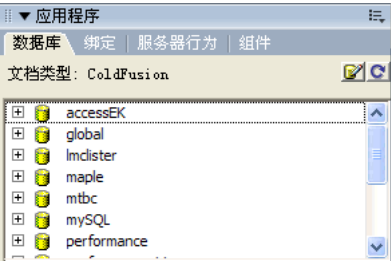 应用程序
数据库 绑定 服务器行为 组件
文档类型: ColdFusion
accessEK
global
lmclister
maple
mtbc
mySQL
performance